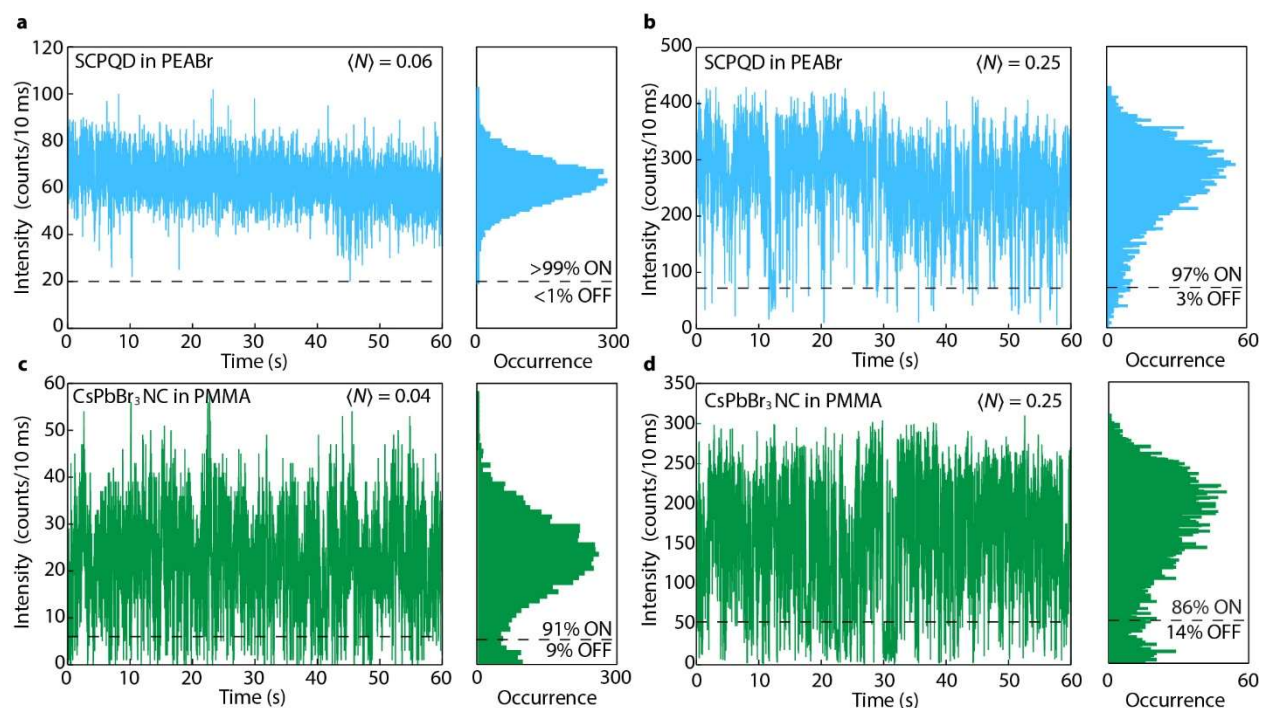 a
SCPQD in PEABr
⟨N⟩ = 0.06
120
100
80
60
40
20
0
Intensity (counts/10 ms)
0 10 20 30 40 50 60
Time (s)
>99% ON
<1% OFF
0 300
Occurrence
b
SCPQD in PEABr
⟨N⟩ = 0.25
500
400
300
200
100
0
Intensity (counts/10 ms)
0 10 20 30 40 50 60
Time (s)
97% ON
3% OFF
0 60
Occurrence
c
CsPbBr₃ NC in PMMA
⟨N⟩ = 0.04
60
50
40
30
20
10
0
Intensity (counts/10 ms)
0 10 20 30 40 50 60
Time (s)
91% ON
9% OFF
0 300
Occurrence
d
CsPbBr₃ NC in PMMA
⟨N⟩ = 0.25
350
300
250
200
150
100
50
0
Intensity (counts/10 ms)
0 10 20 30 40 50 60
Time (s)
86% ON
14% OFF
0 60
Occurrence